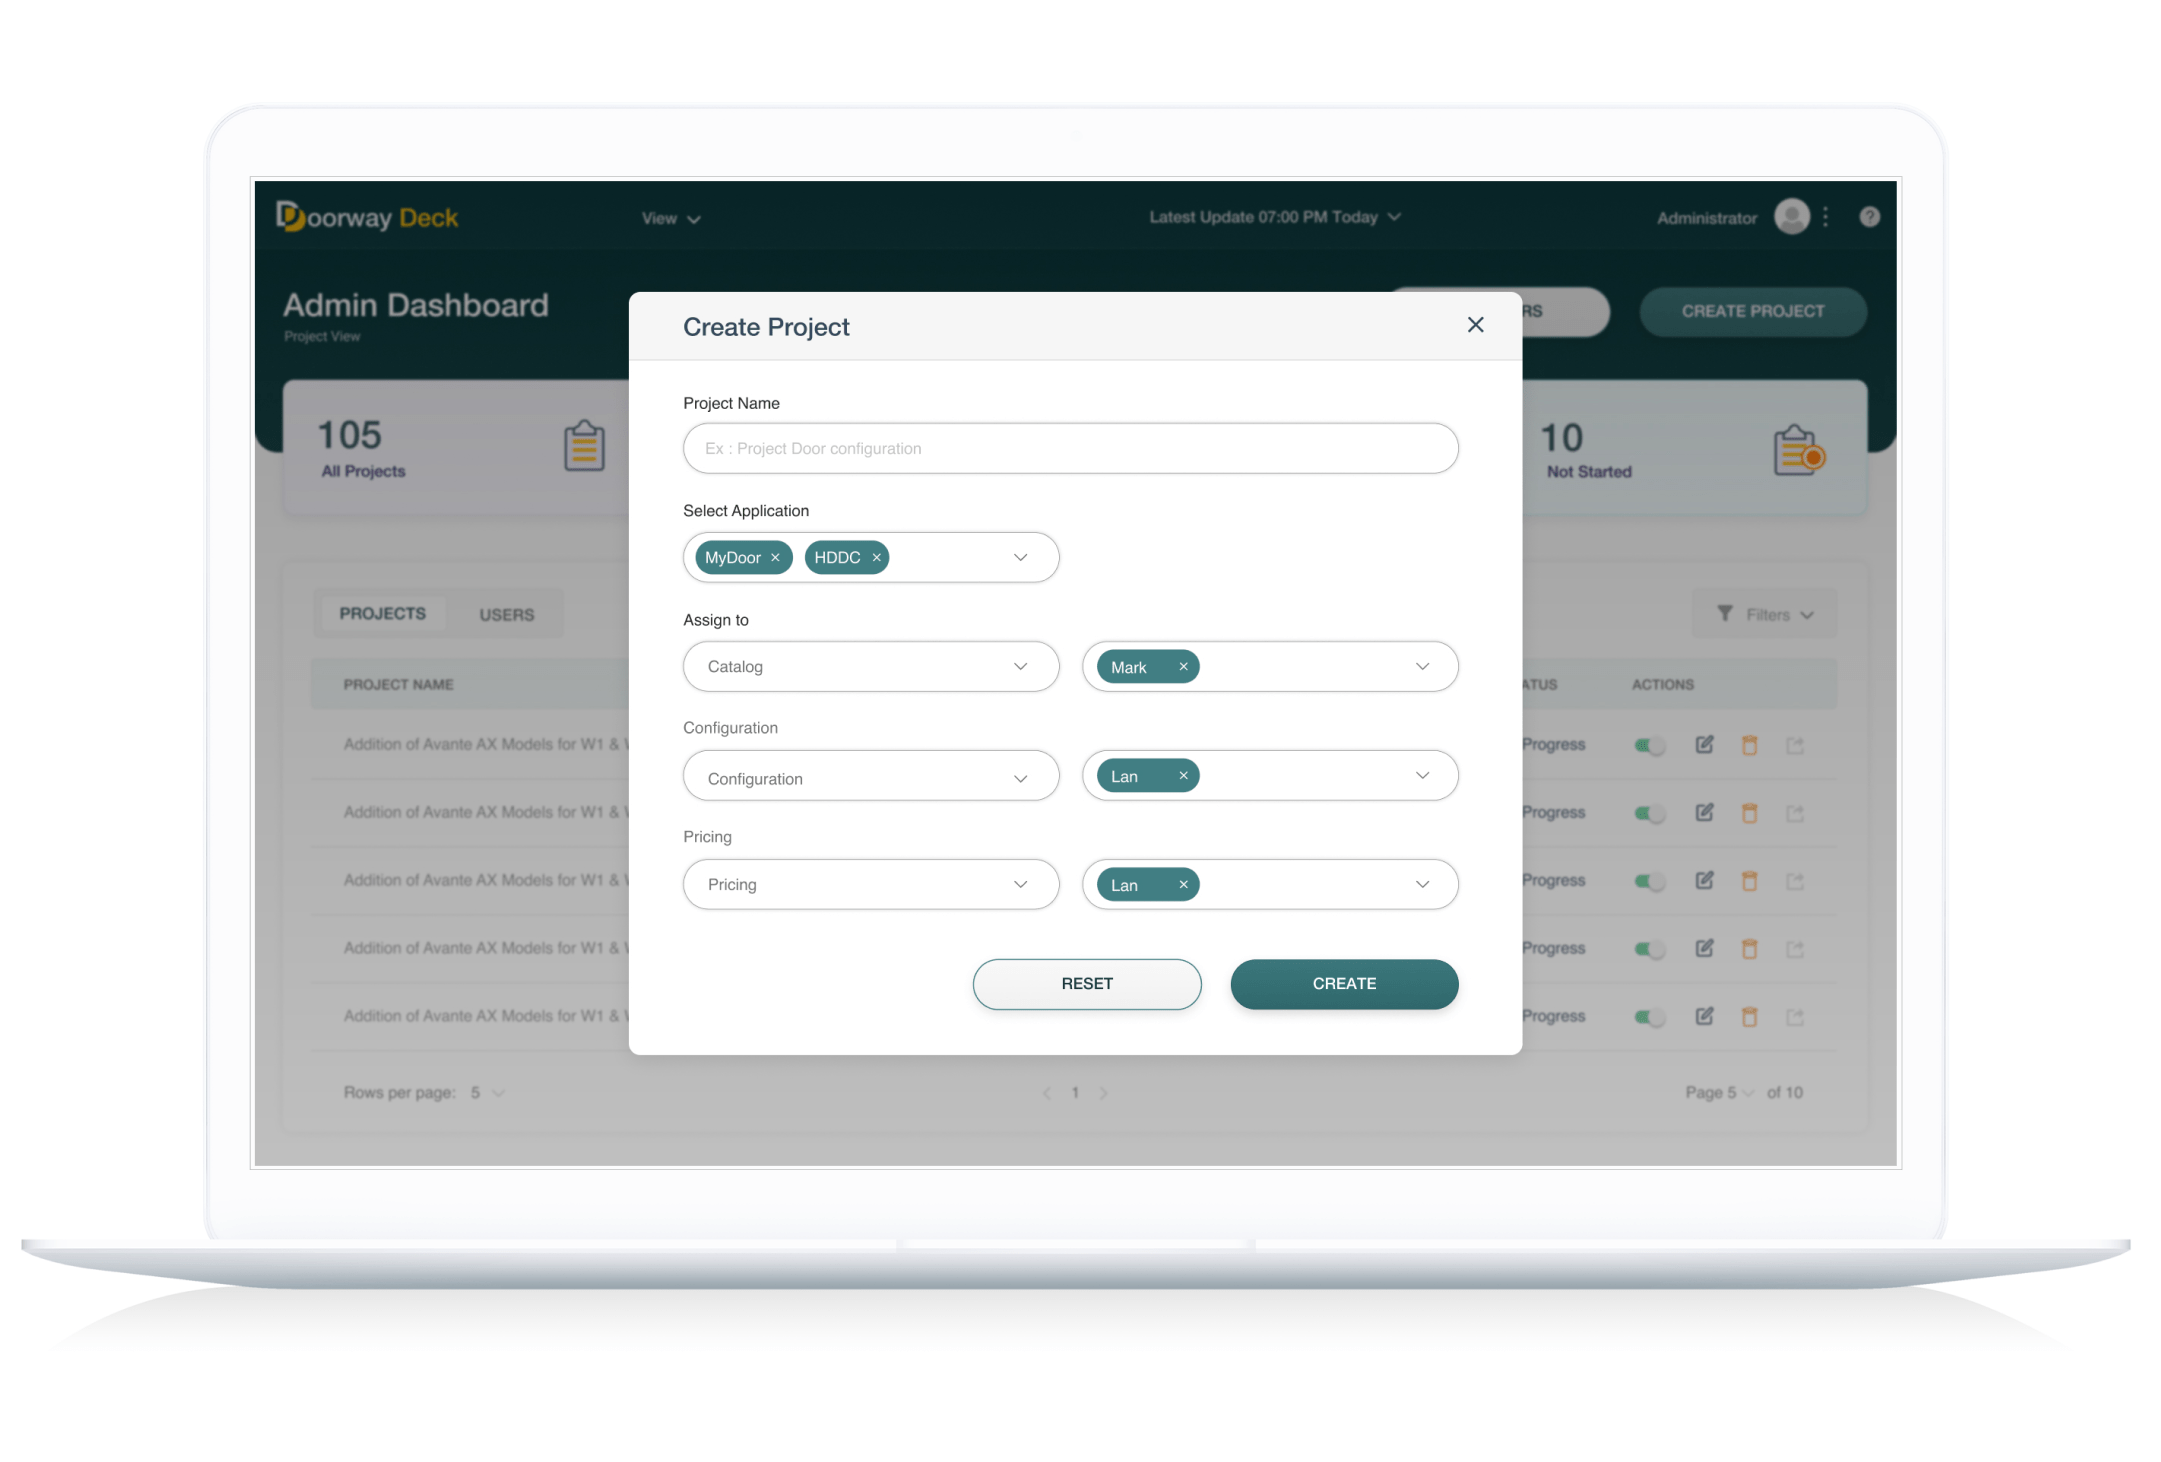 Doorway Deck
View
Latest Update 07:00 PM Today
Administrator
?
Admin Dashboard
Project View
CREATE PROJECT
105
All Projects
10
Not Started
PROJECTS
USERS
Filters
PROJECT NAME
ACTIONS
Addition of Avante AX Models for W1 &
Progress
Addition of Avante AX Models for W1 &
Progress
Addition of Avante AX Models for W1 &
Progress
Addition of Avante AX Models for W1 &
Progress
Addition of Avante AX Models for W1 &
Progress
Rows per page: 5
1
Page 5 of 10
Create Project
Project Name
Ex : Project Door configuration
Select Application
MyDoor
HDDC
Assign to
Catalog
Mark
Configuration
Configuration
Lan
Pricing
Pricing
Lan
RESET
CREATE